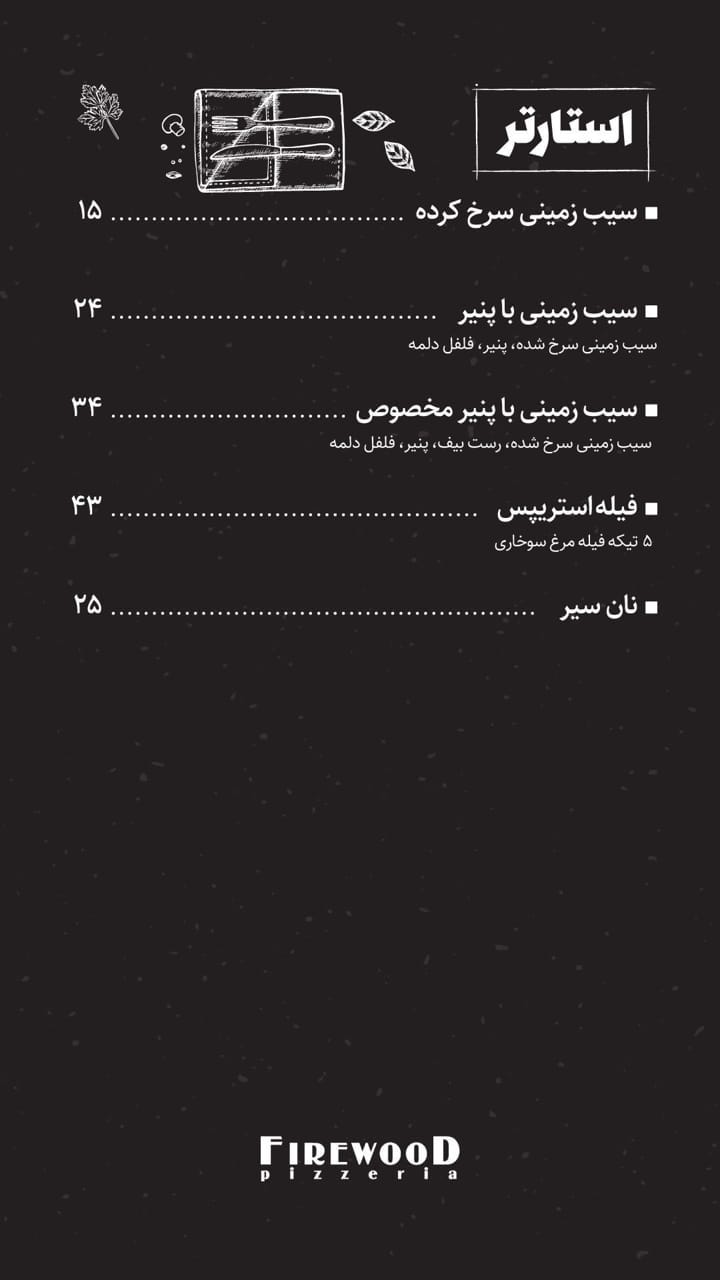 استارتر
■ سیب زمینی سرخ کرده ..................................... ۱۵
■ سیب زمینی با پنیر ......................................... ۲۴
سیب زمینی سرخ شده، پنیر، فلفل دلمه
■ سیب زمینی با پنیر مخصوص .............................. ۳۴
سیب زمینی سرخ شده، رست بیف، پنیر، فلفل دلمه
■ فیله استریپس .............................................. ۴۳
۵ تیکه فیله مرغ سوخاری
■ نان سیر ..................................................... ۲۵
FIREWOOD
pizzeria